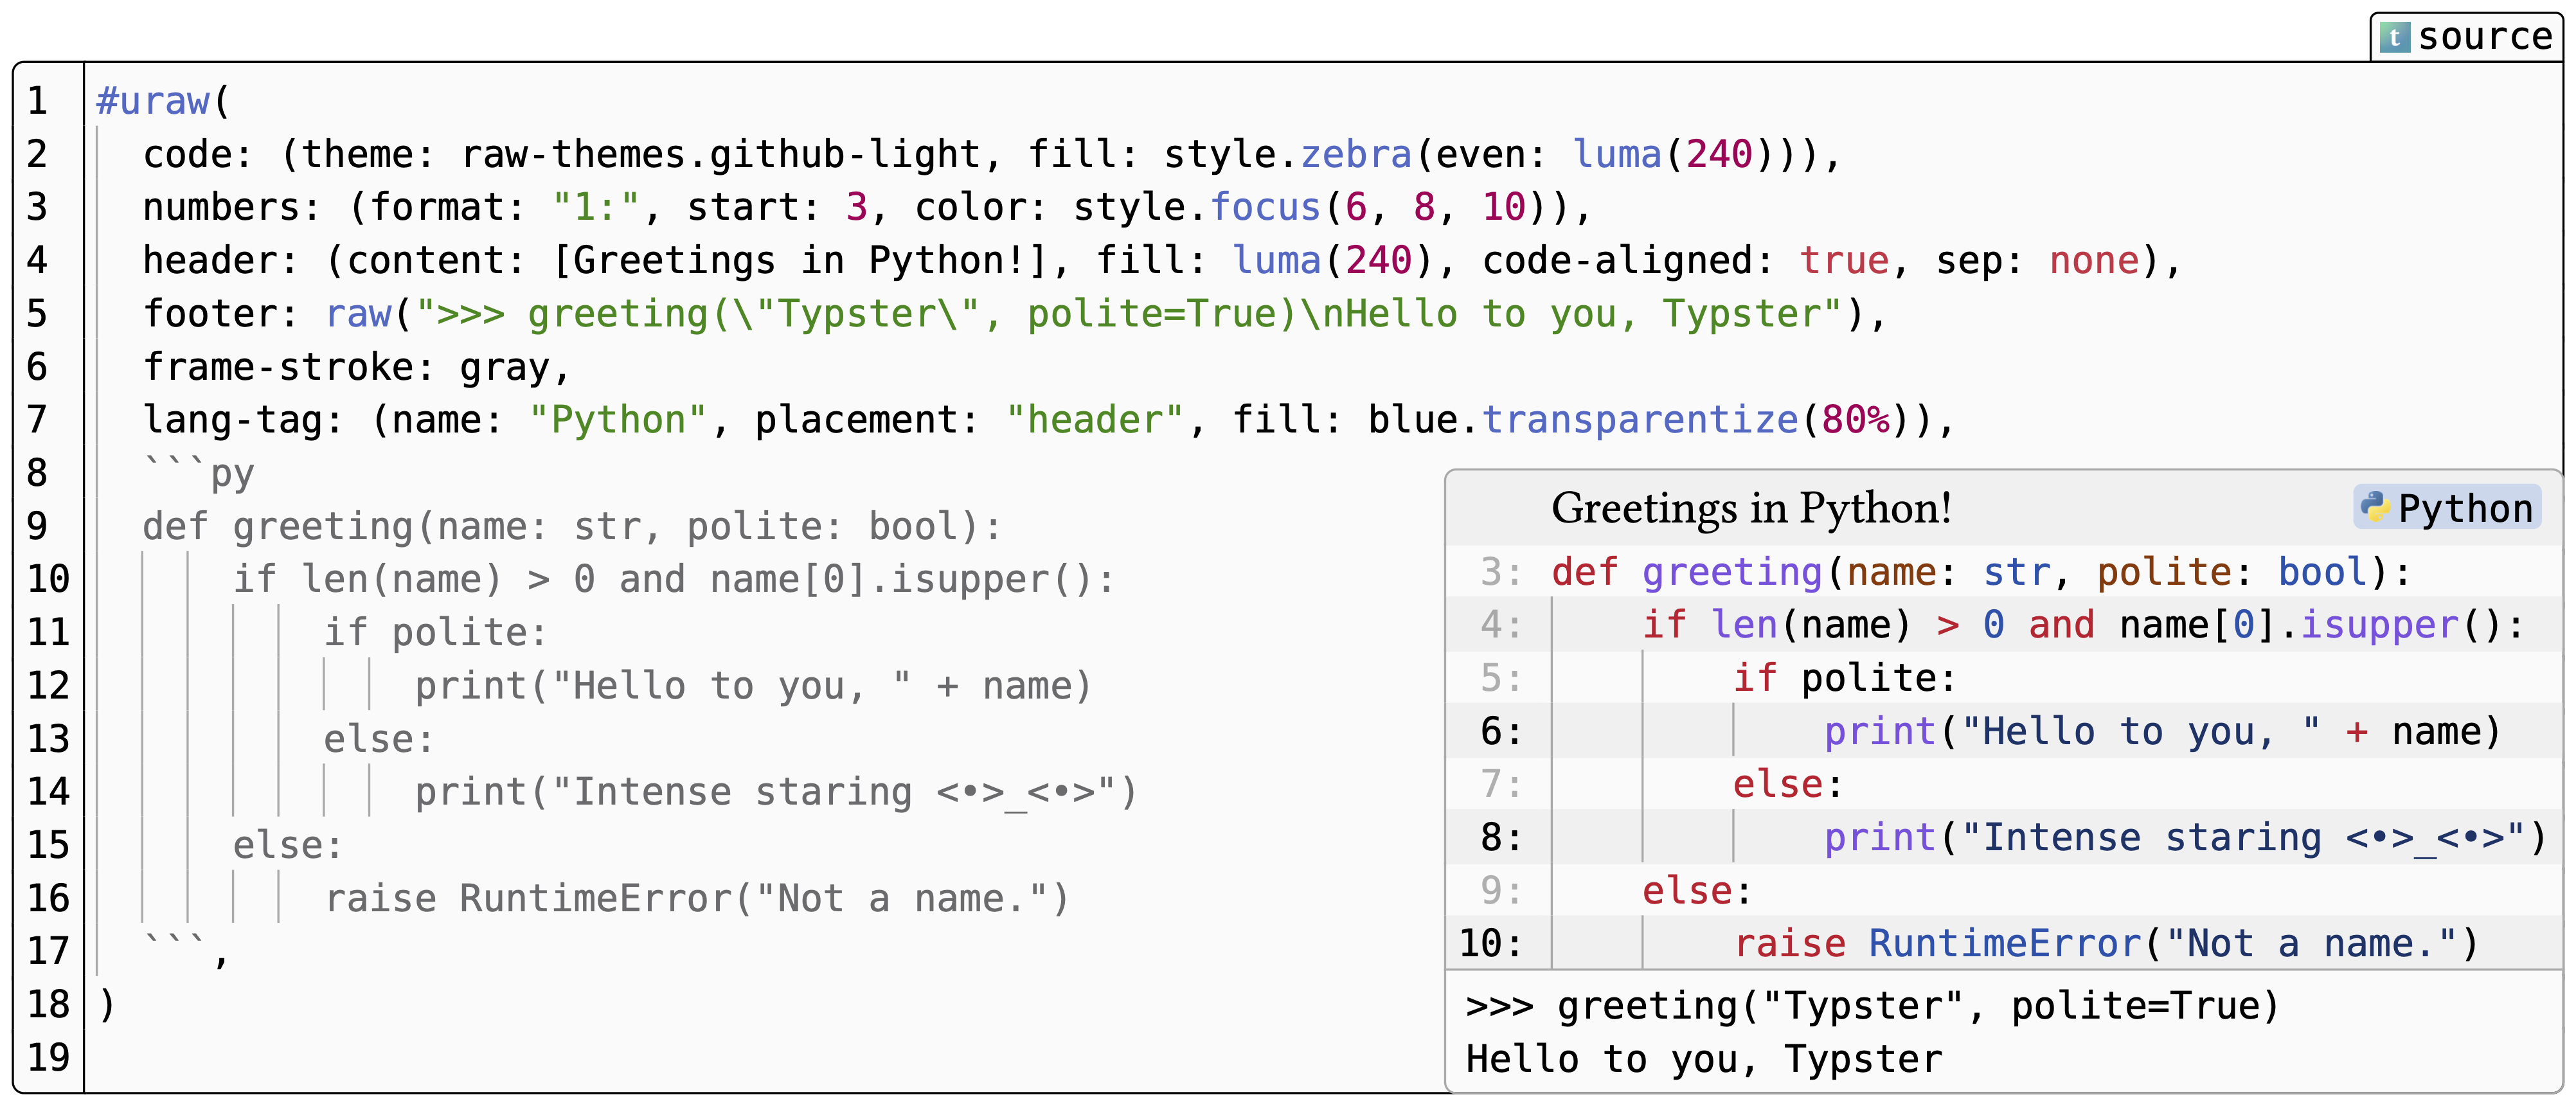 t source
1 #uraw(
2   code: (theme: raw-themes.github-light, fill: style.zebra(even: luma(240))),
3   numbers: (format: "1:", start: 3, color: style.focus(6, 8, 10)),
4   header: (content: [Greetings in Python!], fill: luma(240), code-aligned: true, sep: none),
5   footer: raw(">>> greeting(\"Typster\", polite=True)\nHello to you, Typster"),
6   frame-stroke: gray,
7   lang-tag: (name: "Python", placement: "header", fill: blue.transparentize(80%)),
8   ```py
9   def greeting(name: str, polite: bool):
10       if len(name) > 0 and name[0].isupper():
11           if polite:
12               print("Hello to you, " + name)
13           else:
14               print("Intense staring <•>_<•>")
15       else:
16           raise RuntimeError("Not a name.")
17   ```,
18 )
19
Greetings in Python! Python
3: def greeting(name: str, polite: bool):
4:     if len(name) > 0 and name[0].isupper():
5:         if polite:
6:             print("Hello to you, " + name)
7:         else:
8:             print("Intense staring <•>_<•>")
9:     else:
10:         raise RuntimeError("Not a name.")
>>> greeting("Typster", polite=True)
Hello to you, Typster